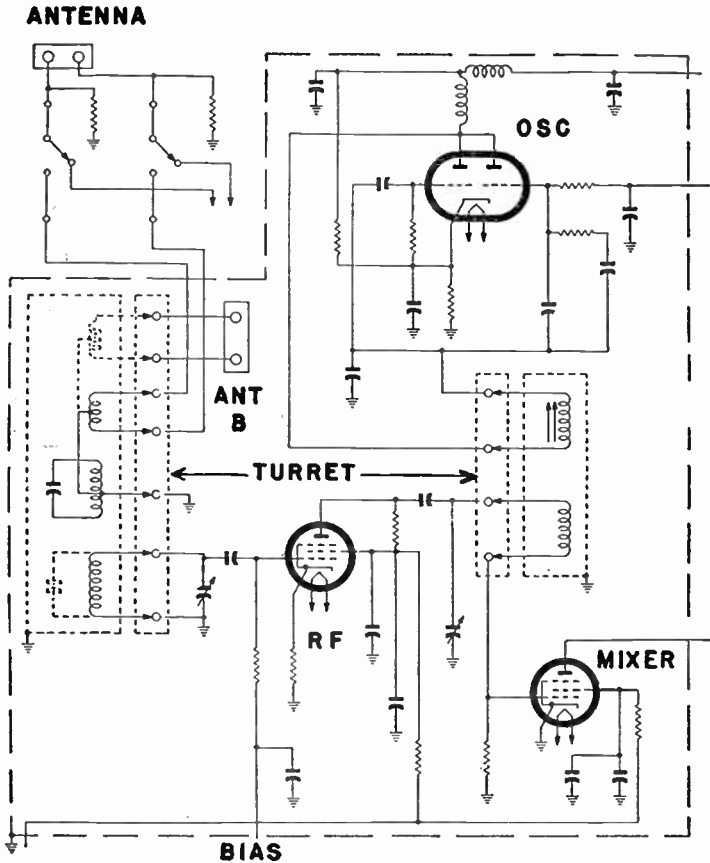 ANTENNA
OSC
ANT
B
TURRET
RF
MIXER
BIAS